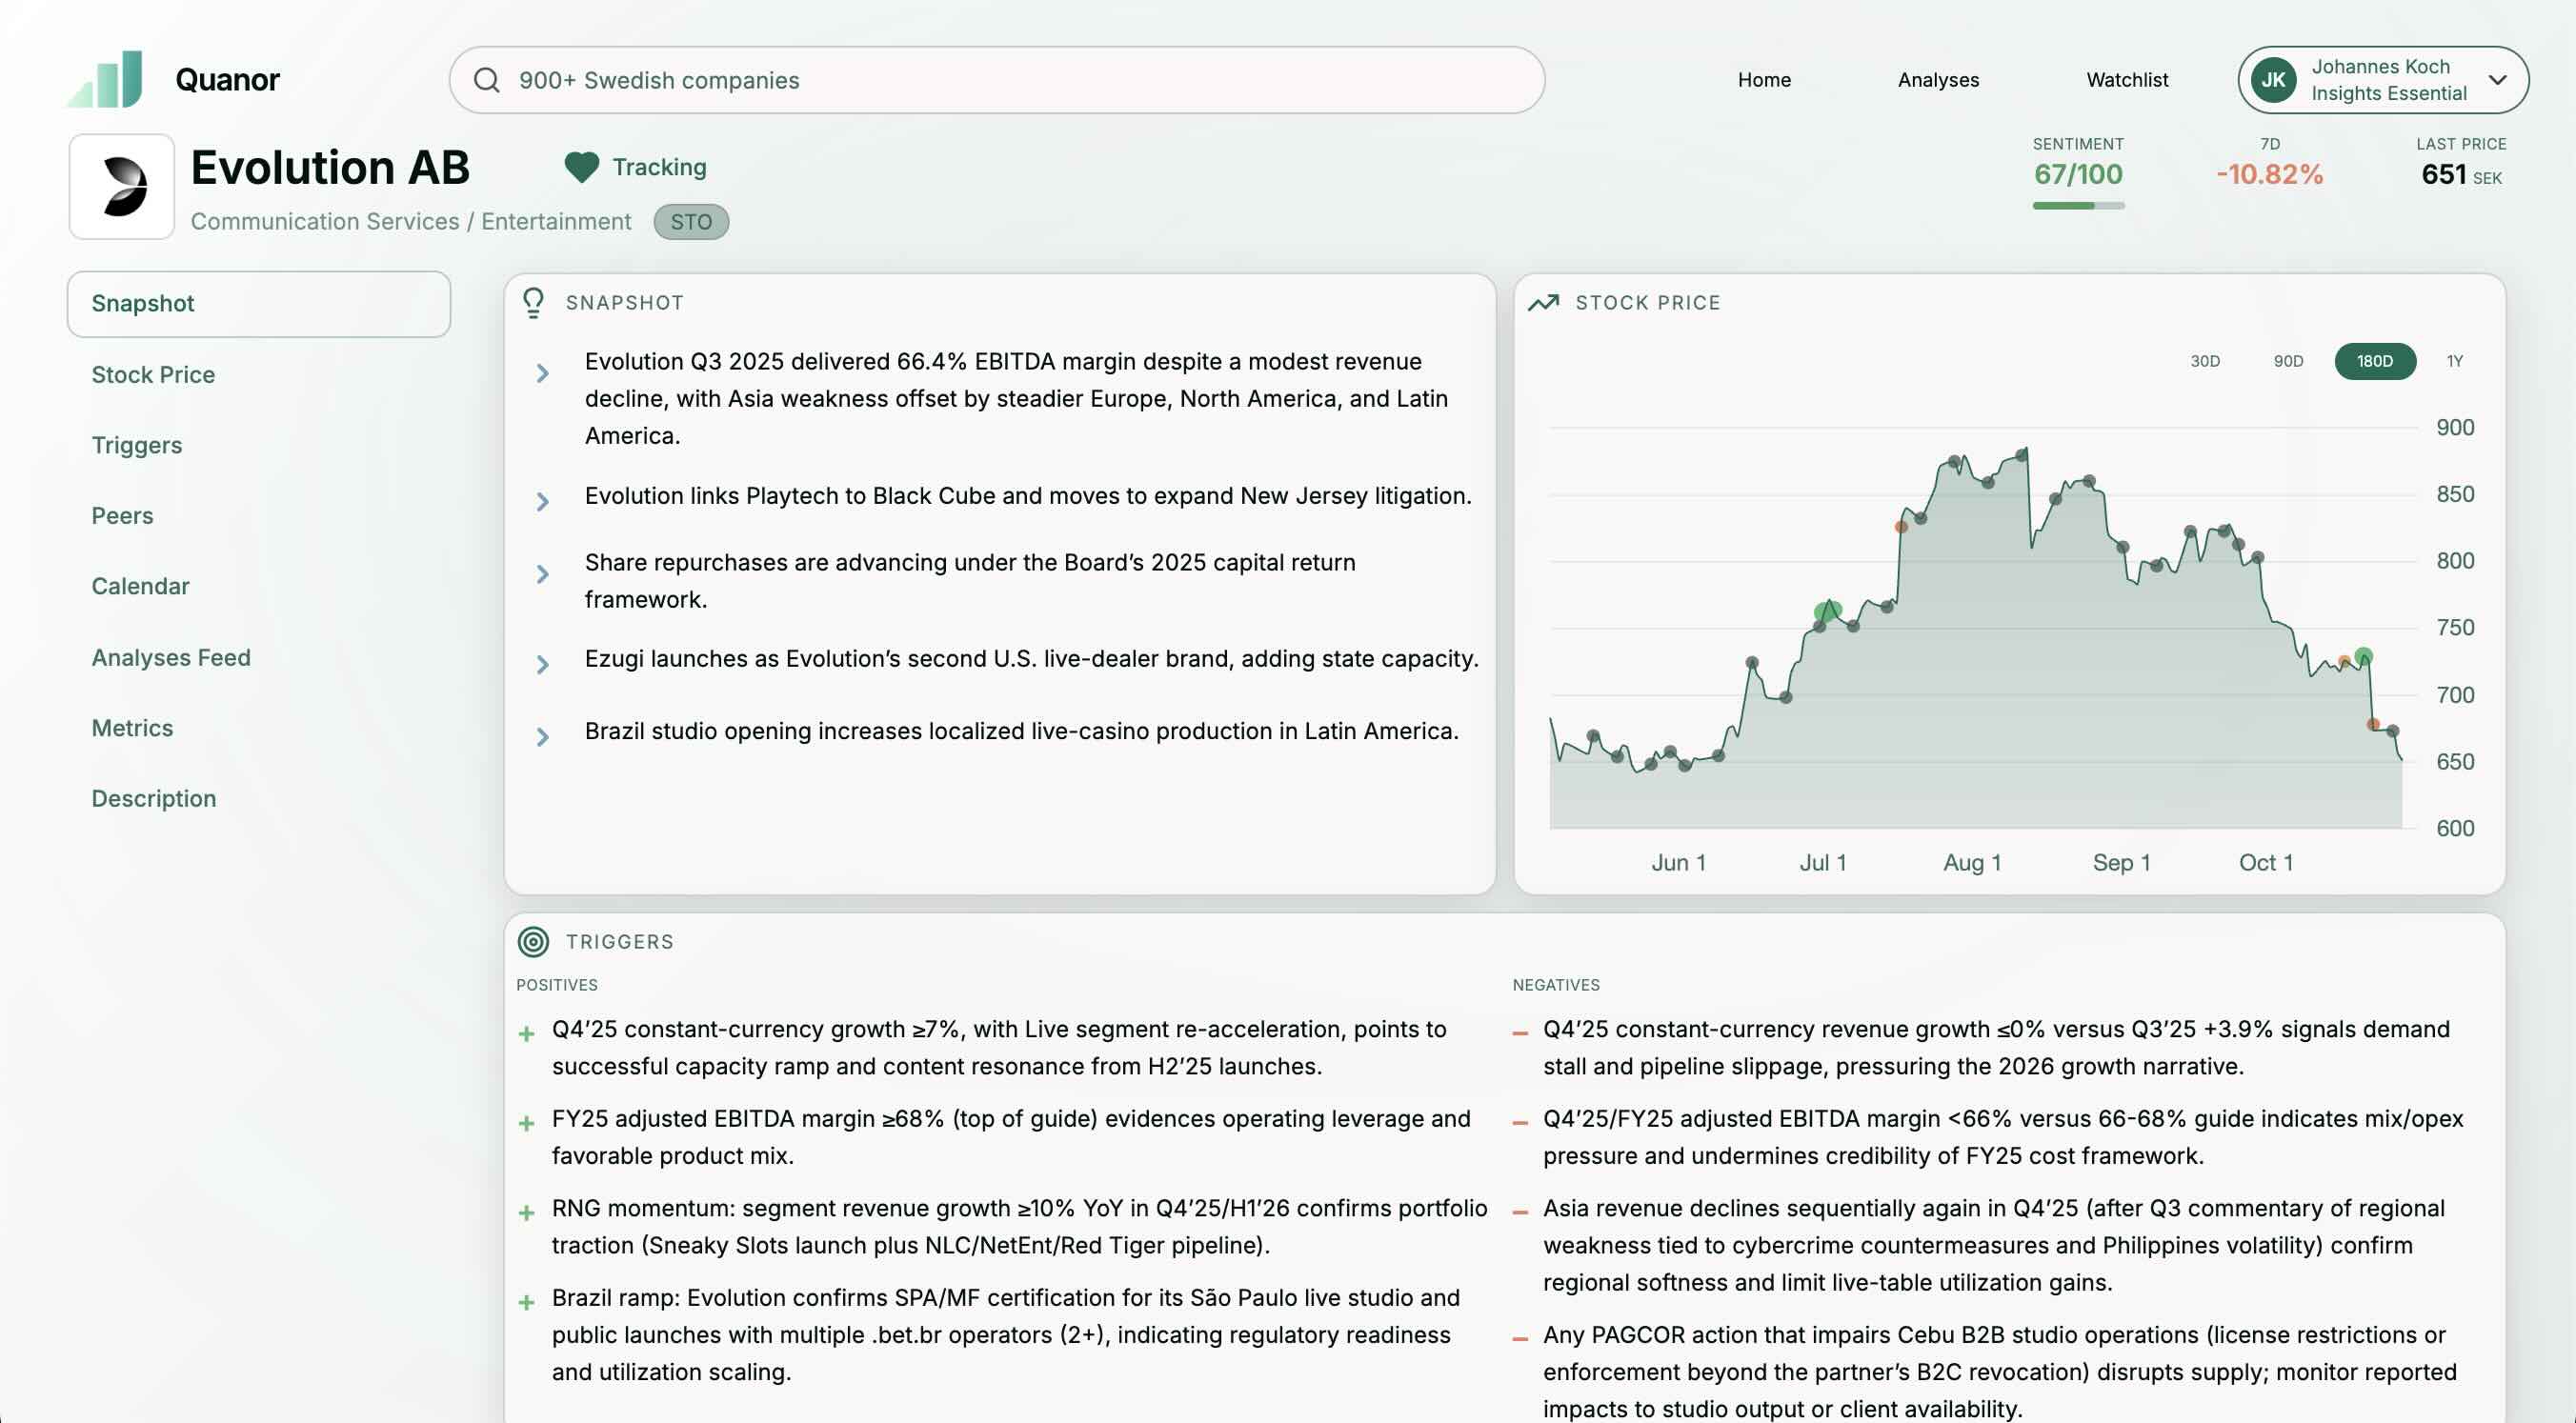 Quanor
900+ Swedish companies
Home
Analyses
Watchlist
JK
Johannes Koch
Insights Essential
Evolution AB
Tracking
Communication Services / Entertainment
STO
SENTIMENT
67/100
7D
-10.82%
LAST PRICE
651 SEK
Snapshot
Stock Price
Triggers
Peers
Calendar
Analyses Feed
Metrics
Description
SNAPSHOT
Evolution Q3 2025 delivered 66.4% EBITDA margin despite a modest revenue
decline, with Asia weakness offset by steadier Europe, North America, and Latin
America.
Evolution links Playtech to Black Cube and moves to expand New Jersey litigation.
Share repurchases are advancing under the Board’s 2025 capital return
framework.
Ezugi launches as Evolution’s second U.S. live-dealer brand, adding state capacity.
Brazil studio opening increases localized live-casino production in Latin America.
STOCK PRICE
30D
90D
180D
1Y
900
850
800
750
700
650
600
Jun 1
Jul 1
Aug 1
Sep 1
Oct 1
TRIGGERS
POSITIVES
+ Q4’25 constant-currency growth ≥7%, with Live segment re-acceleration, points to
successful capacity ramp and content resonance from H2’25 launches.
+ FY25 adjusted EBITDA margin ≥68% (top of guide) evidences operating leverage and
favorable product mix.
+ RNG momentum: segment revenue growth ≥10% YoY in Q4’25/H1’26 confirms portfolio
traction (Sneaky Slots launch plus NLC/NetEnt/Red Tiger pipeline).
+ Brazil ramp: Evolution confirms SPA/MF certification for its São Paulo live studio and
public launches with multiple .bet.br operators (2+), indicating regulatory readiness
and utilization scaling.
NEGATIVES
– Q4’25 constant-currency revenue growth ≤0% versus Q3’25 +3.9% signals demand
stall and pipeline slippage, pressuring the 2026 growth narrative.
– Q4’25/FY25 adjusted EBITDA margin <66% versus 66-68% guide indicates mix/opex
pressure and undermines credibility of FY25 cost framework.
– Asia revenue declines sequentially again in Q4’25 (after Q3 commentary of regional
weakness tied to cybercrime countermeasures and Philippines volatility) confirm
regional softness and limit live-table utilization gains.
– Any PAGCOR action that impairs Cebu B2B studio operations (license restrictions or
enforcement beyond the partner’s B2C revocation) disrupts supply; monitor reported
impacts to studio output or client availability.